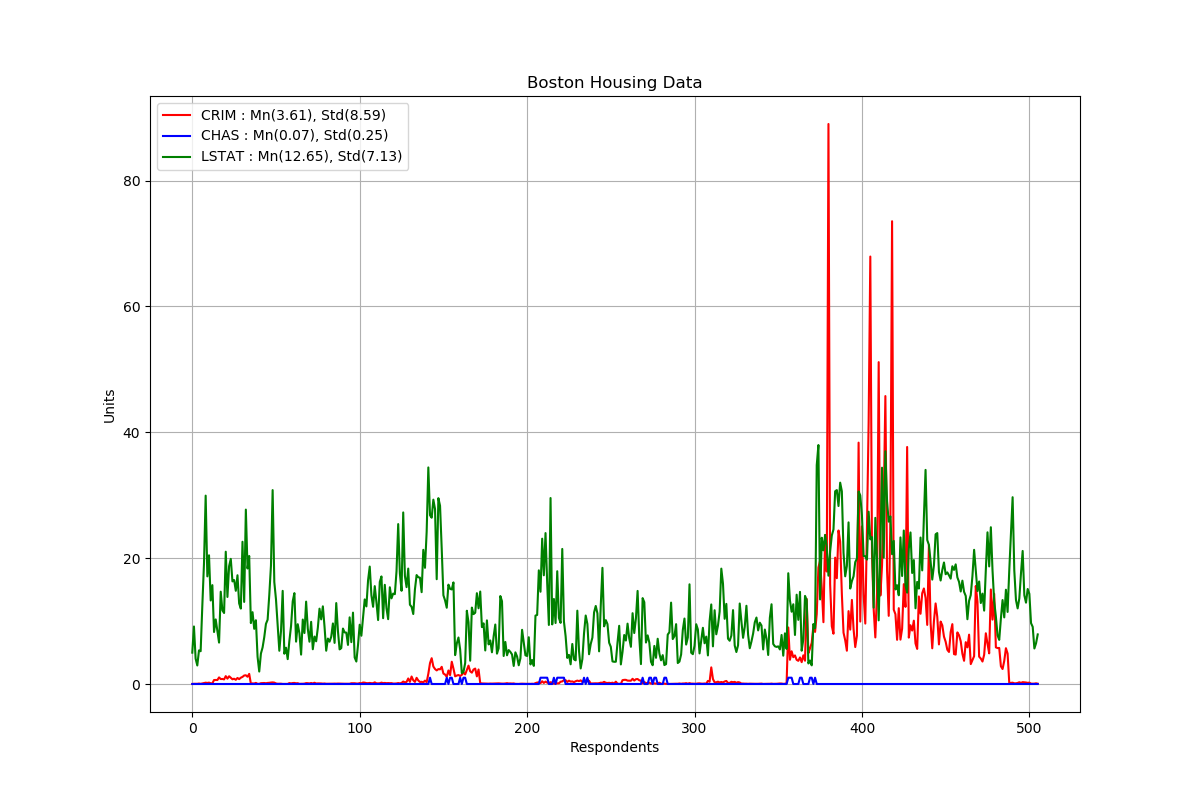 Boston Housing Data
CRIM : Mn(3.61), Std(8.59)
CHAS : Mn(0.07), Std(0.25)
LSTAT : Mn(12.65), Std(7.13)
80
60
40
20
0
Units
0 100 200 300 400 500
Respondents